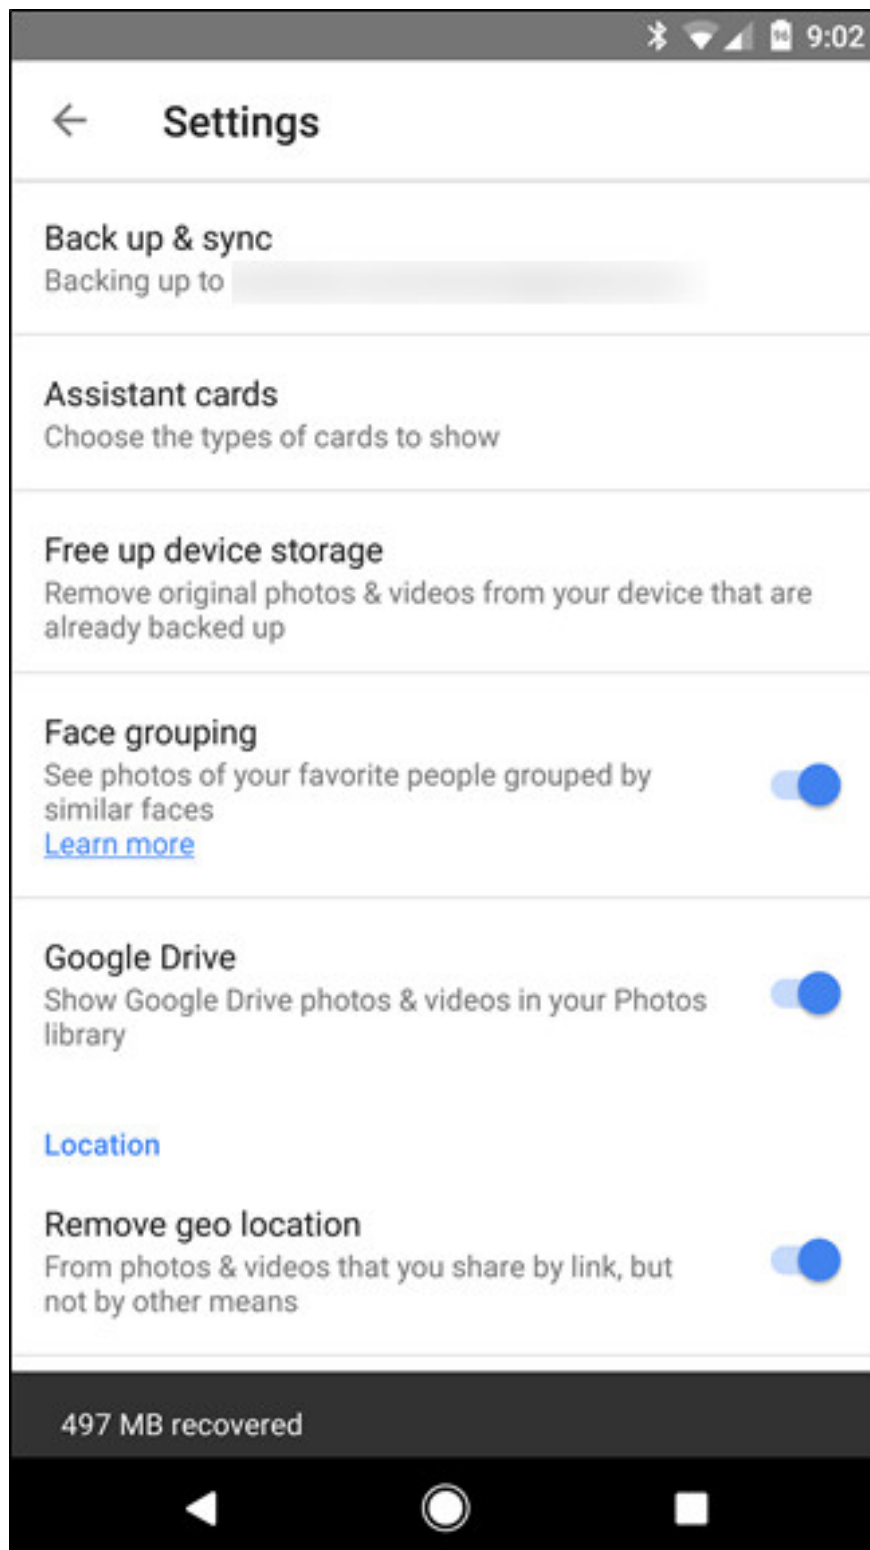 96 9:02
Settings
Back up & sync
Backing up to
Assistant cards
Choose the types of cards to show
Free up device storage
Remove original photos & videos from your device that are
already backed up
Face grouping
See photos of your favorite people grouped by
similar faces
Learn more
Google Drive
Show Google Drive photos & videos in your Photos
library
Location
Remove geo location
From photos & videos that you share by link, but
not by other means
497 MB recovered